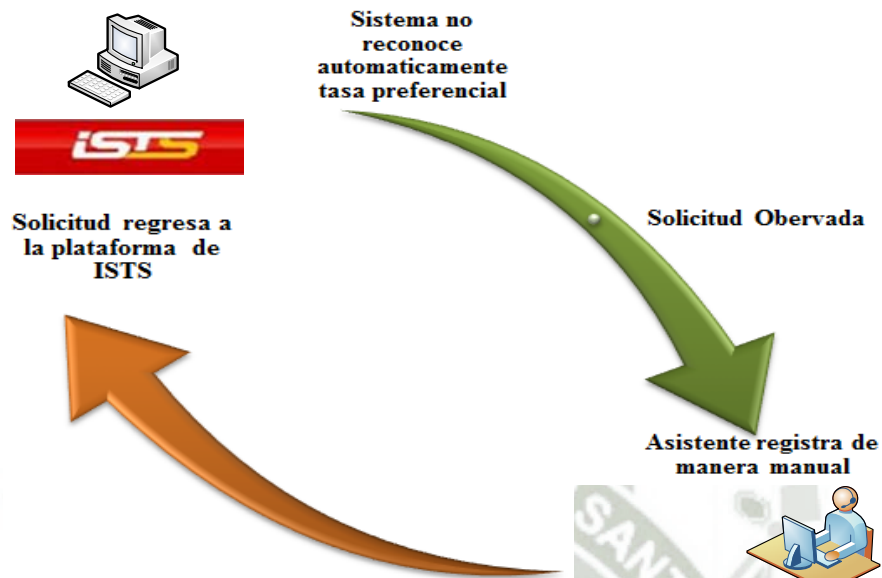 Sistema no
reconoce
automaticamente
tasa preferencial
iSTS
Solicitud regresa a
la plataforma de
ISTS
Solicitud Obervada
Asistente registra de
manera manual